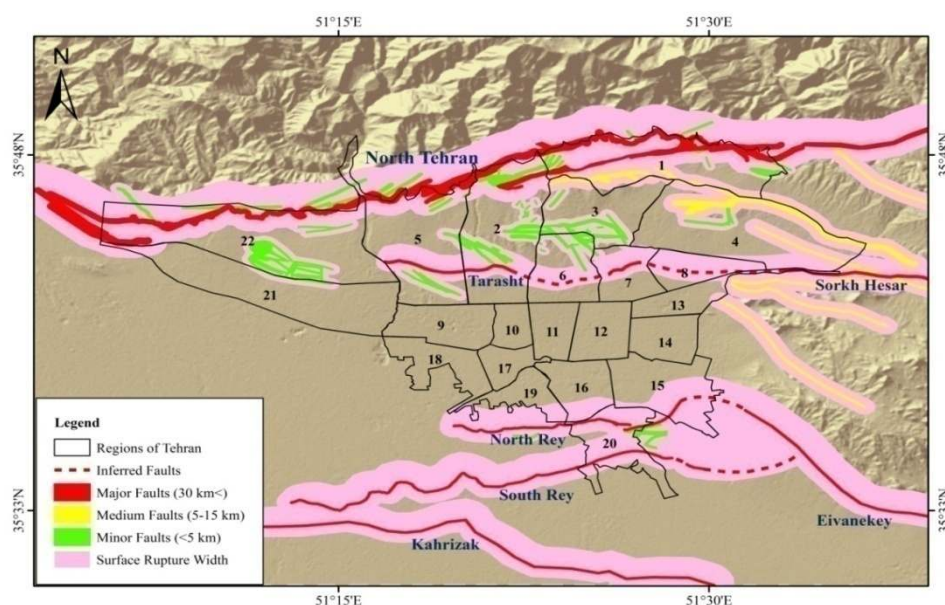 51°15'E 51°30'E
N
35°48'N 35°48'N
North Tehran
1
3
2
22 5 4
6
Tarasht 7 8 Sorkh Hesar
21
13
9 10 11 12
14
18 17
16 15
19
Legend
Regions of Tehran
Inferred Faults
Major Faults (30 km<)
Medium Faults (5-15 km)
Minor Faults (<5 km)
Surface Rupture Width
North Rey 20
South Rey
Eivanekey
Kahrizak
35°33'N 35°33'N
51°15'E 51°30'E